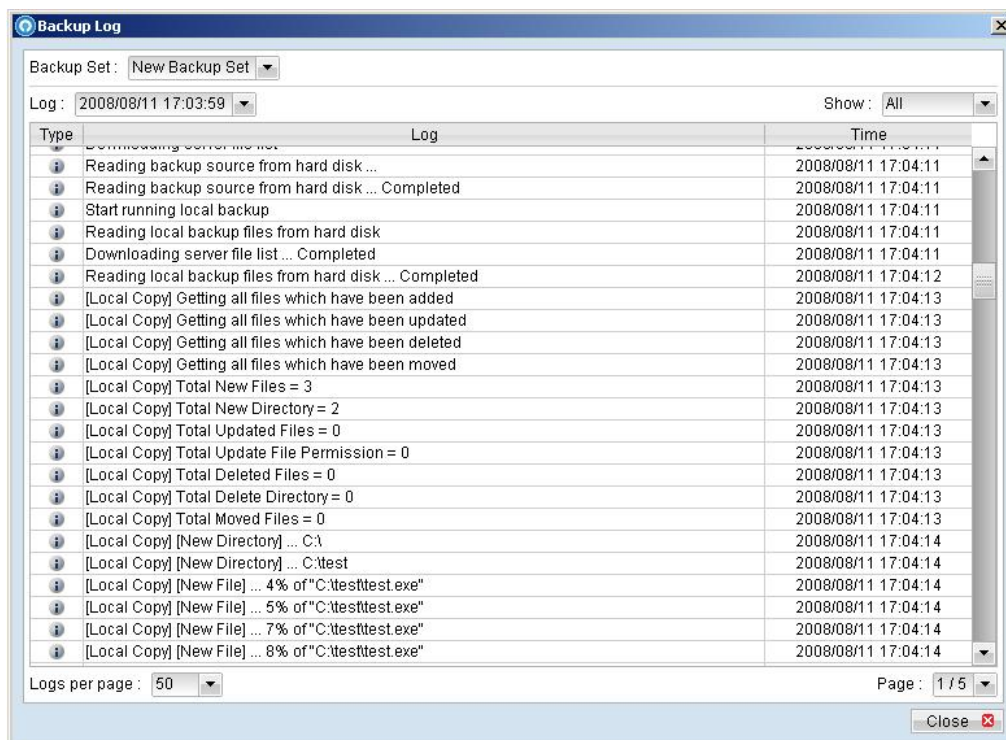 Backup Log
Backup Set : New Backup Set
Log : 2008/08/11 17:03:59 Show : All
Type Log Time
Reading backup source from hard disk ... 2008/08/11 17:04:11
Reading backup source from hard disk ... Completed 2008/08/11 17:04:11
Start running local backup 2008/08/11 17:04:11
Reading local backup files from hard disk 2008/08/11 17:04:11
Downloading server file list ... Completed 2008/08/11 17:04:11
Reading local backup files from hard disk ... Completed 2008/08/11 17:04:12
[Local Copy] Getting all files which have been added 2008/08/11 17:04:13
[Local Copy] Getting all files which have been updated 2008/08/11 17:04:13
[Local Copy] Getting all files which have been deleted 2008/08/11 17:04:13
[Local Copy] Getting all files which have been moved 2008/08/11 17:04:13
[Local Copy] Total New Files = 3 2008/08/11 17:04:13
[Local Copy] Total New Directory = 2 2008/08/11 17:04:13
[Local Copy] Total Updated Files = 0 2008/08/11 17:04:13
[Local Copy] Total Update File Permission = 0 2008/08/11 17:04:13
[Local Copy] Total Deleted Files = 0 2008/08/11 17:04:13
[Local Copy] Total Delete Directory = 0 2008/08/11 17:04:13
[Local Copy] Total Moved Files = 0 2008/08/11 17:04:13
[Local Copy] [New Directory] ... C:\ 2008/08/11 17:04:14
[Local Copy] [New Directory] ... C:\test 2008/08/11 17:04:14
[Local Copy] [New File] ... 4% of "C:\test\test.exe" 2008/08/11 17:04:14
[Local Copy] [New File] ... 5% of "C:\test\test.exe" 2008/08/11 17:04:14
[Local Copy] [New File] ... 7% of "C:\test\test.exe" 2008/08/11 17:04:14
[Local Copy] [New File] ... 8% of "C:\test\test.exe" 2008/08/11 17:04:14
Logs per page : 50 Page : 1 / 5
Close